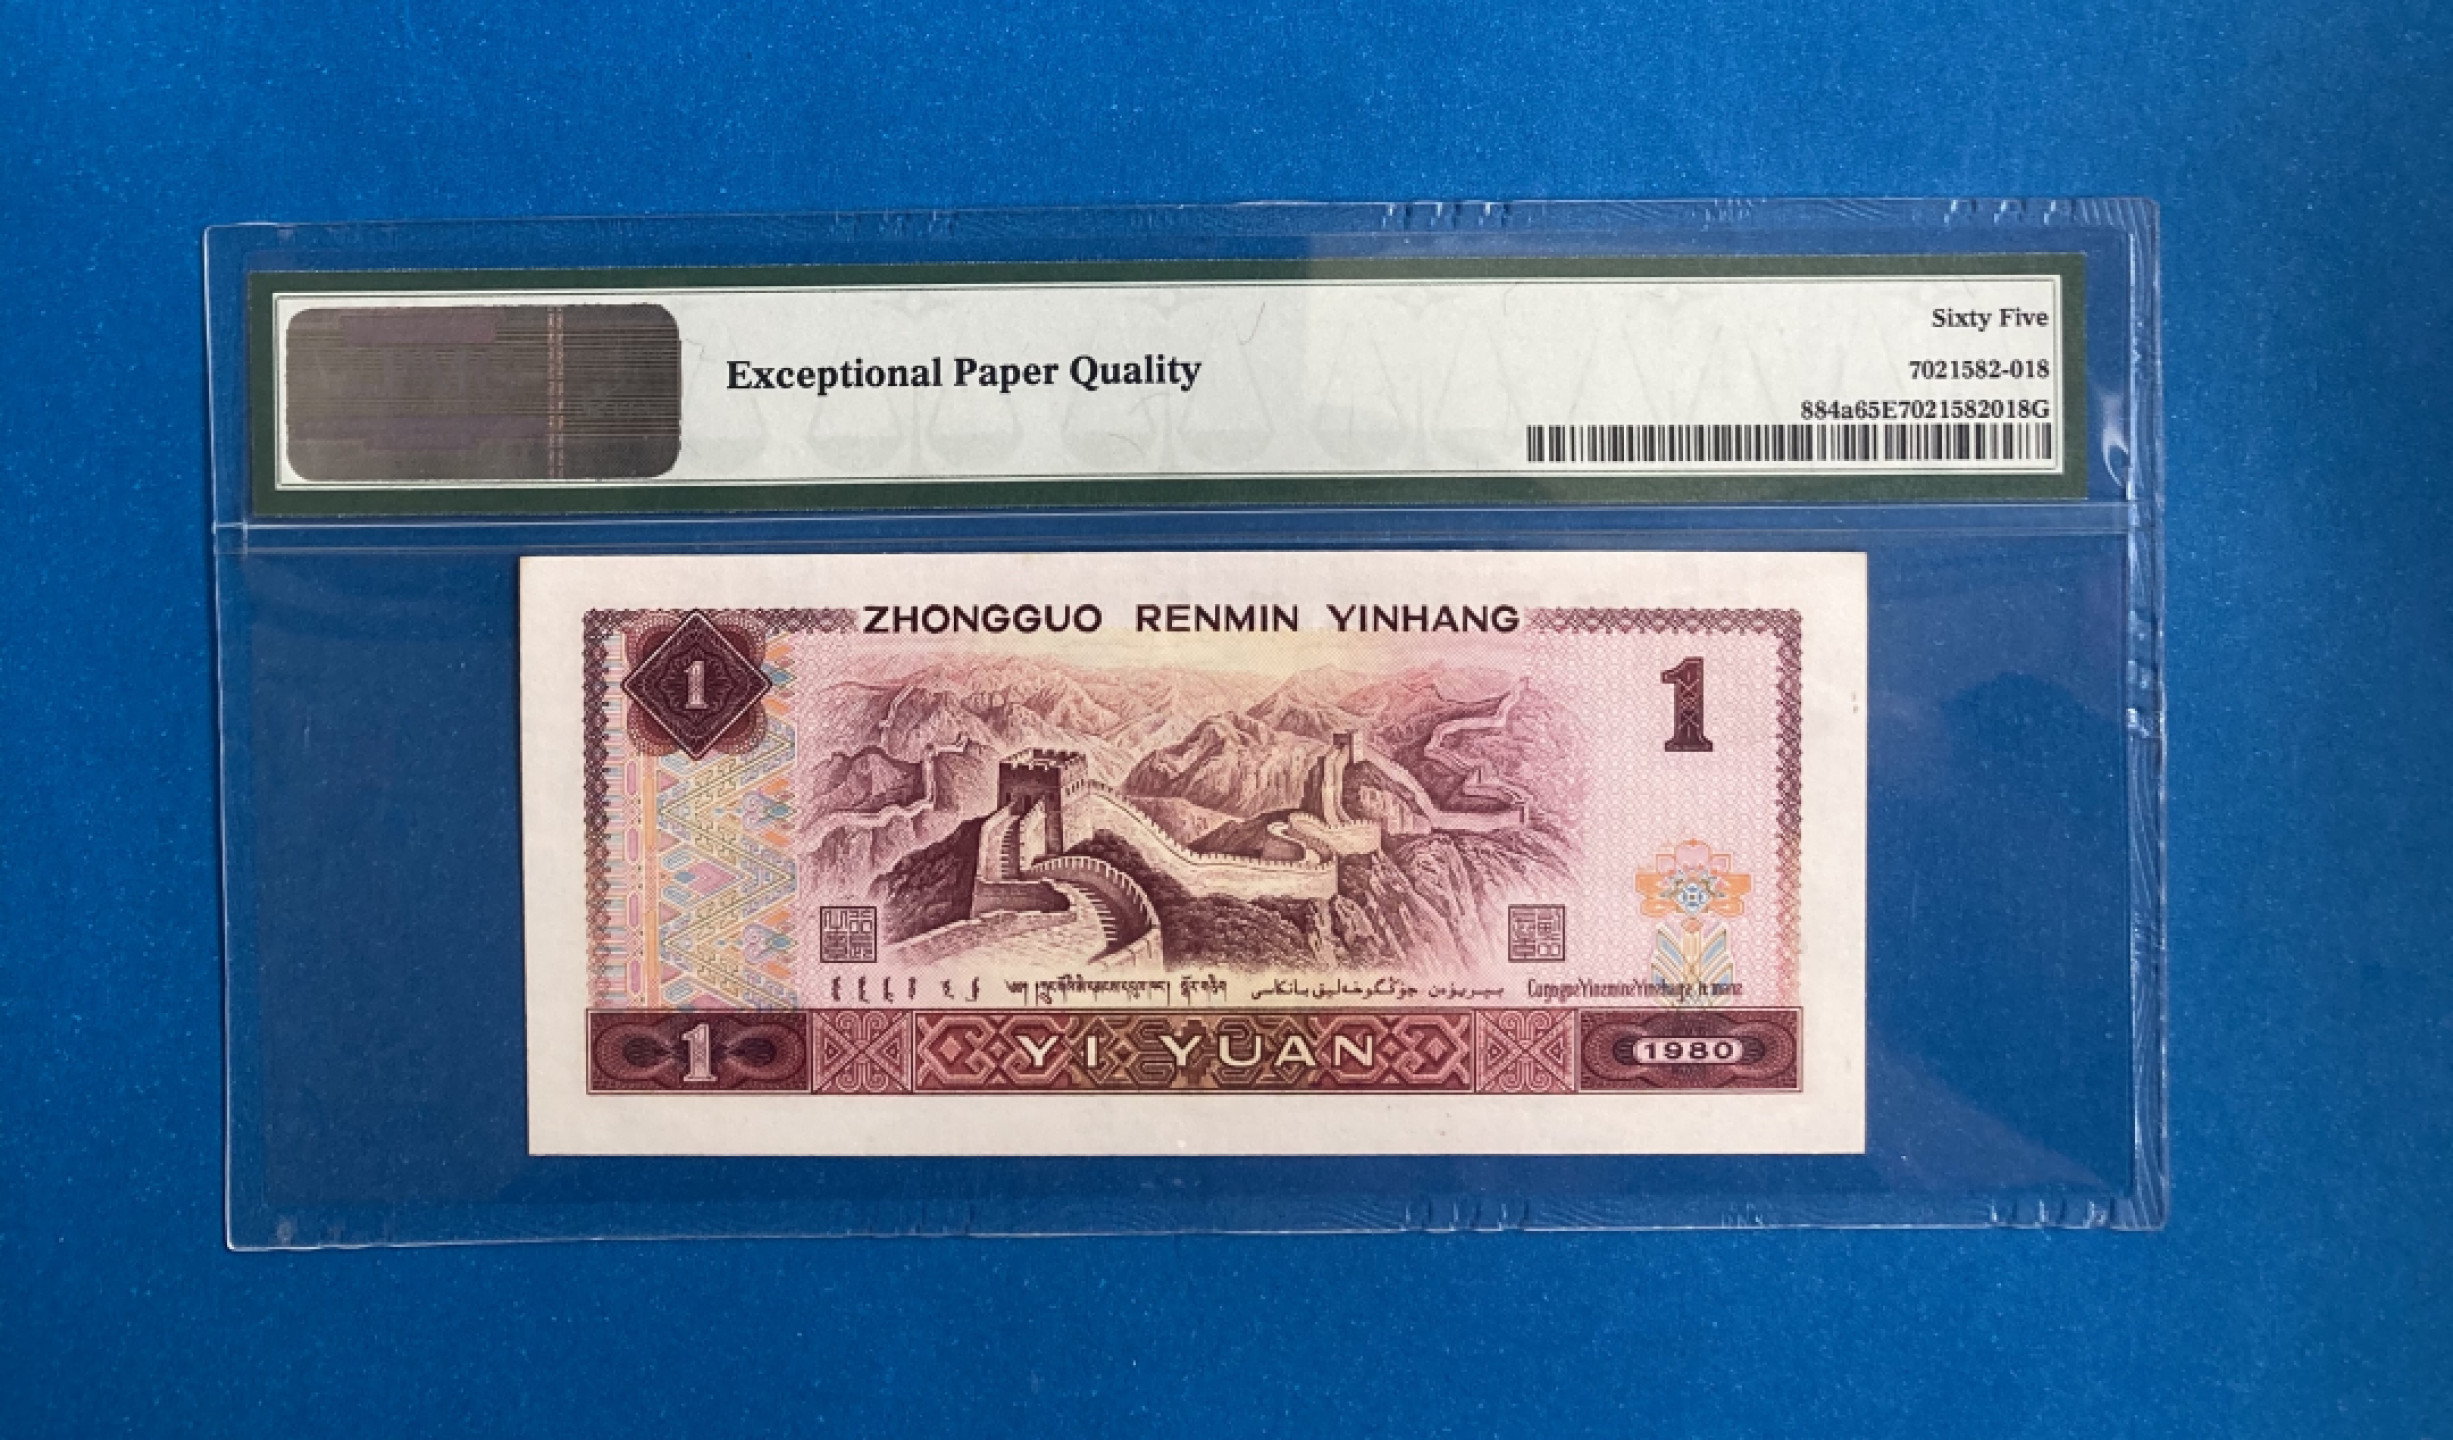 Exceptional Paper Quality
Sixty Five
7021582-018
884a65E7021582018G
ZHONGGUO RENMIN YINHANG
1
1
1
YI YUAN
1980